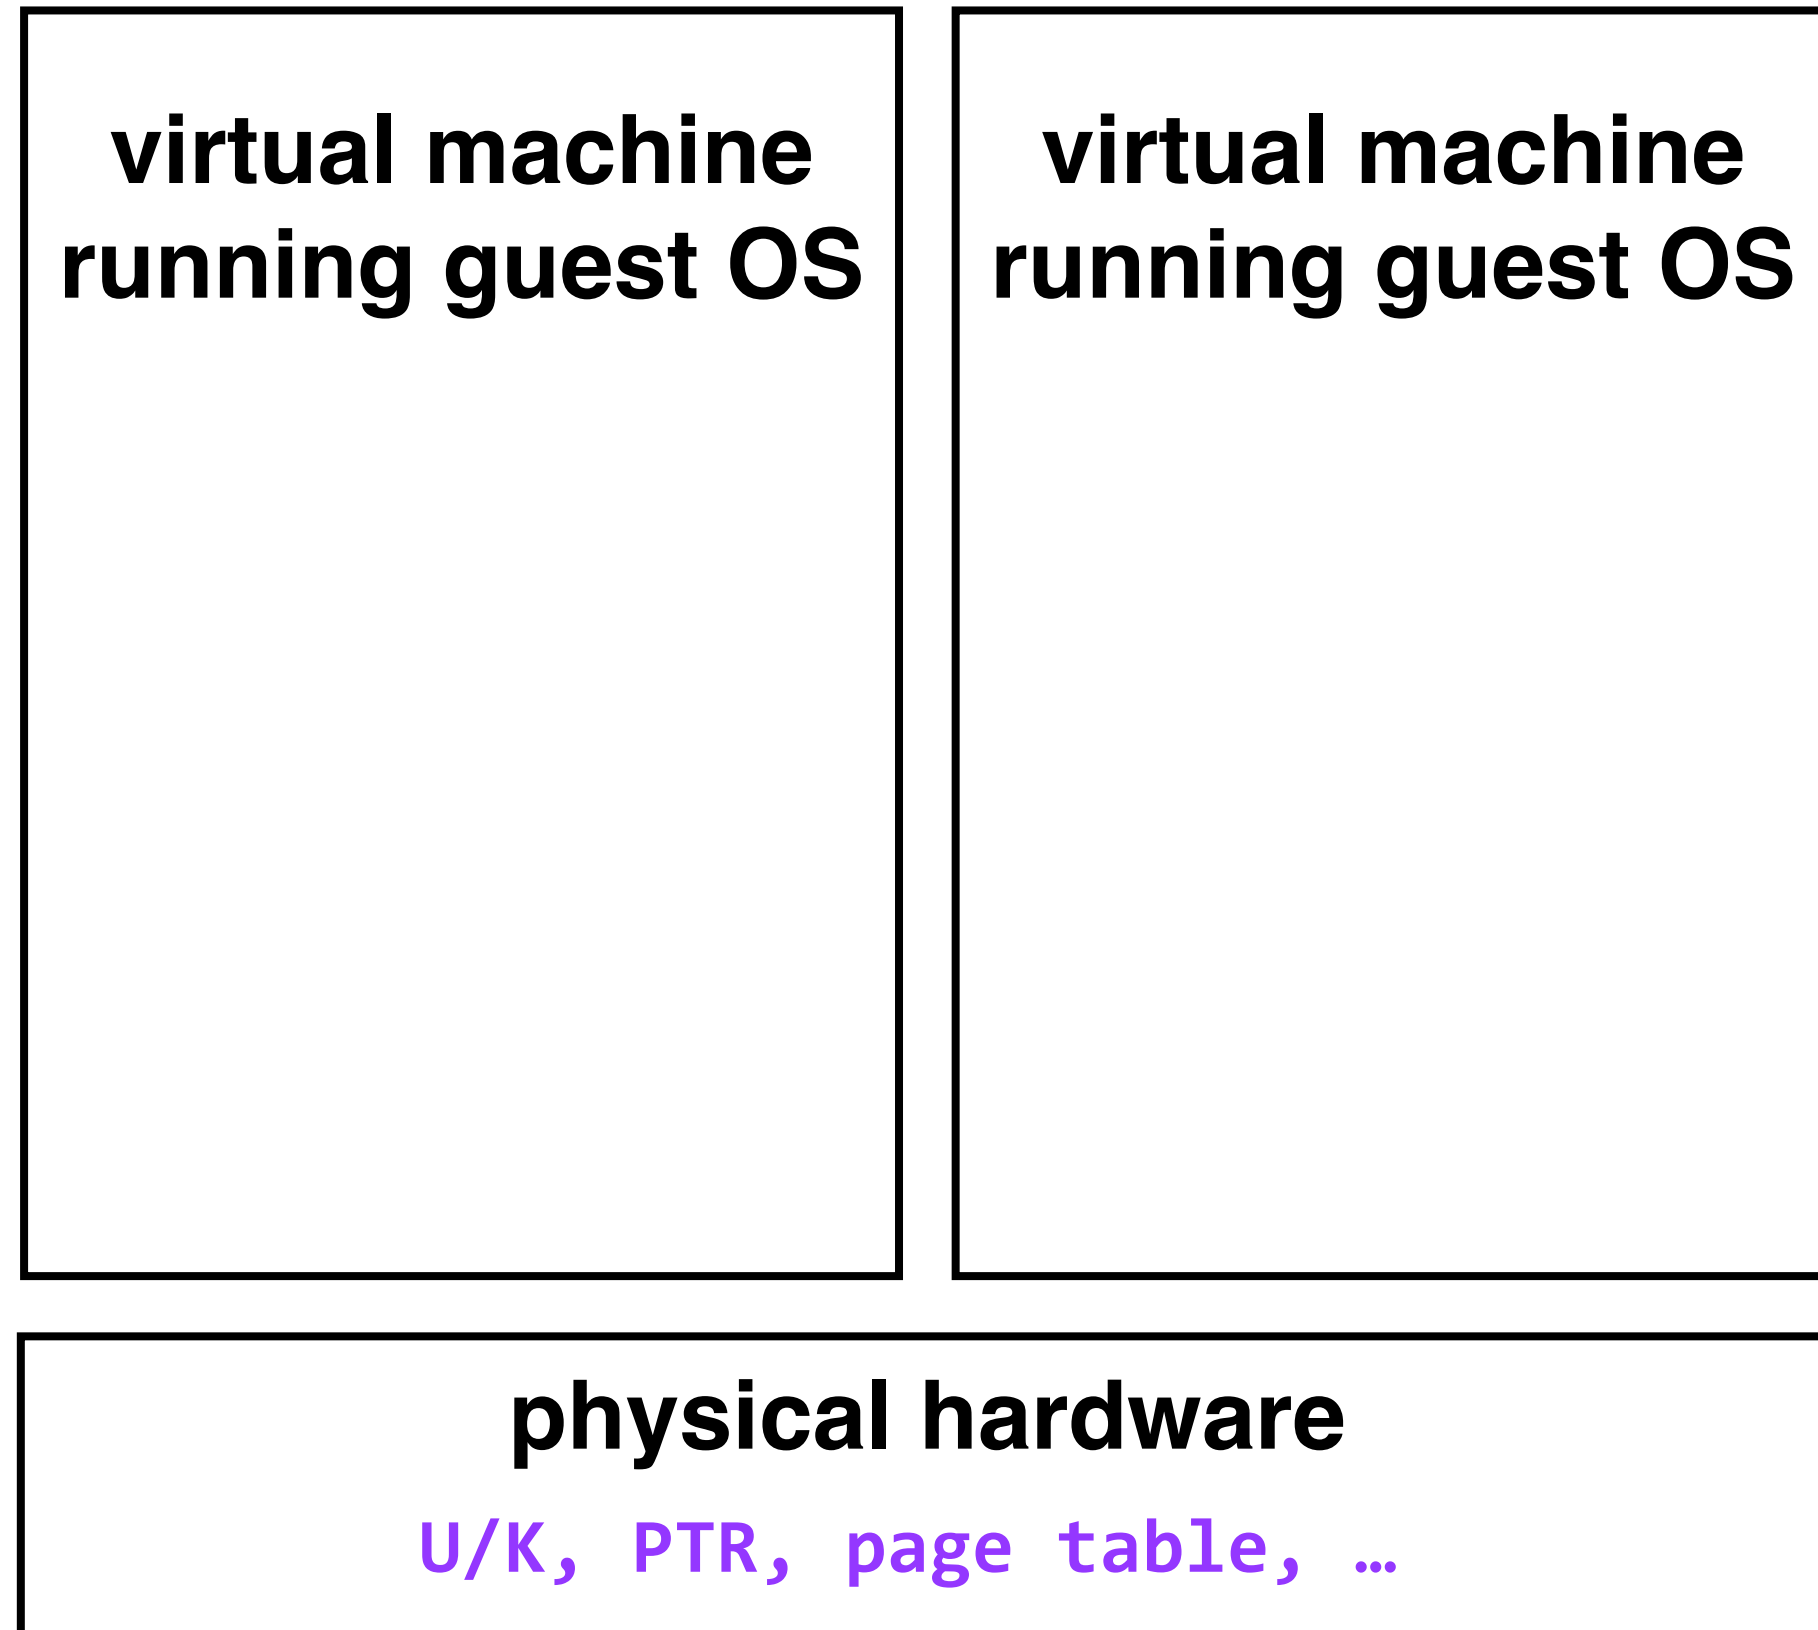 virtual machine
running guest OS
virtual machine
running guest OS
physical hardware
U/K, PTR, page table, …